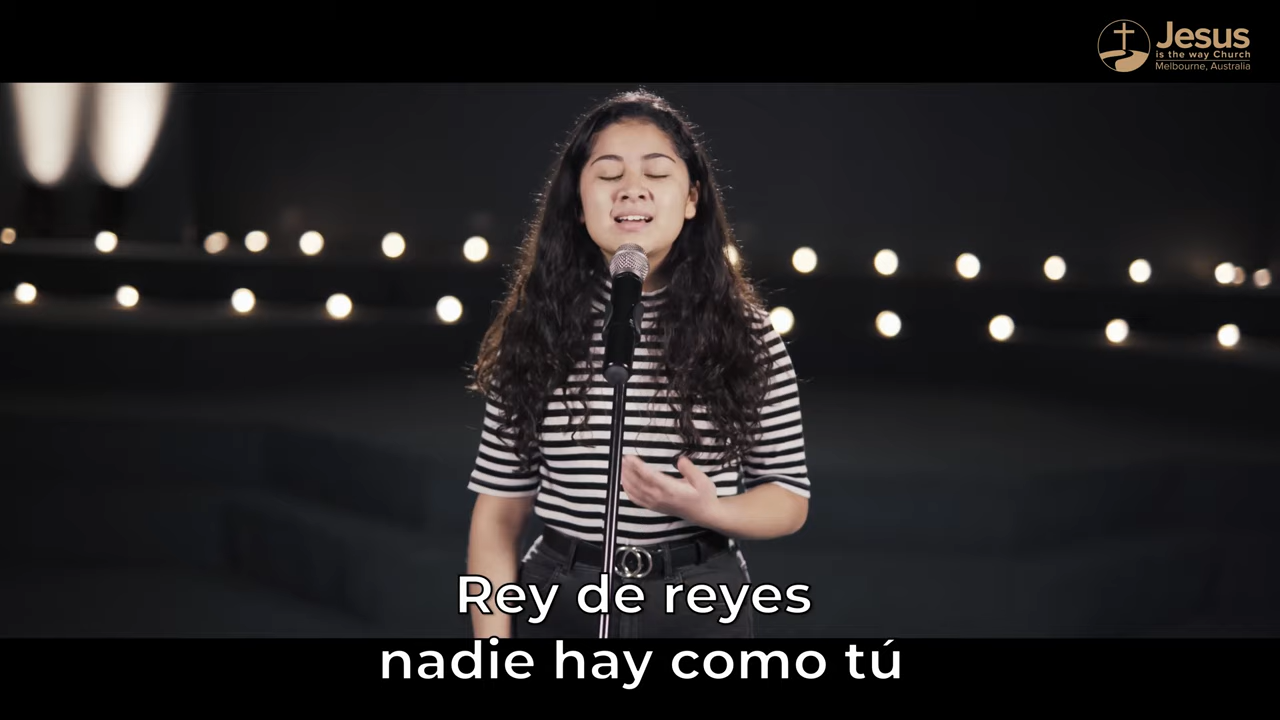 Jesus
is the way Church
Melbourne, Australia
Rey de reyes
nadie hay como tú